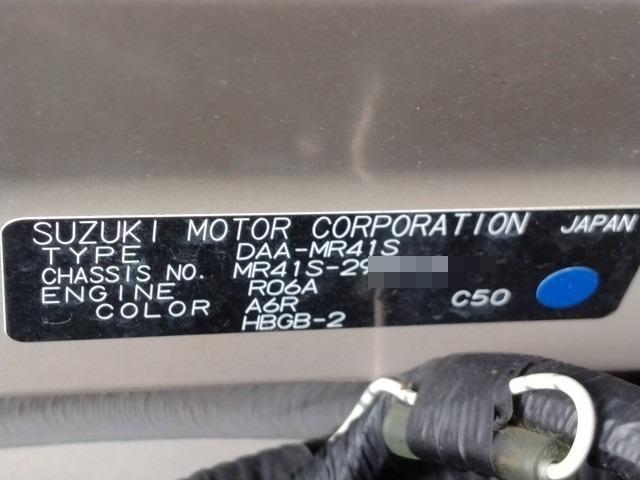 SUZUKI MOTOR CORPORATION JAPAN
TYPE DAA-MR41S
CHASSIS NO. MR41S-29
ENGINE R06A
COLOR A6R C50
HBGB-2